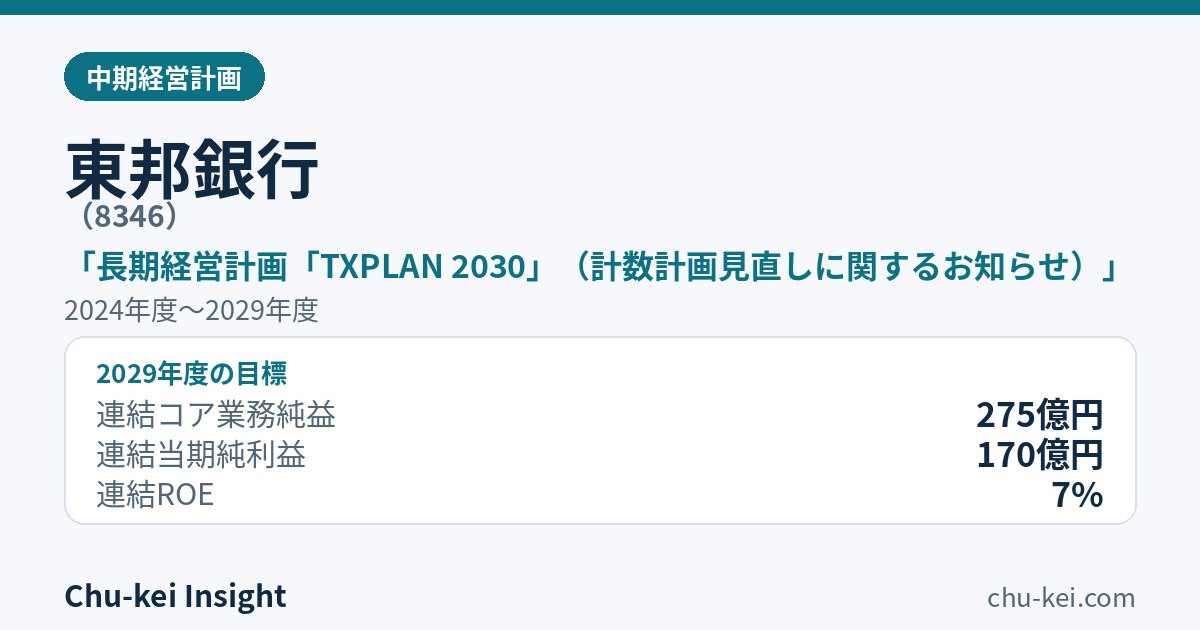 中期経営計画
東邦銀行
（8346）
「長期経営計画「TXPLAN 2030」（計数計画見直しに関するお知らせ）」
2024年度～2029年度
2029年度の目標
連結コア業務純益 275億円
連結当期純利益 170億円
連結ROE 7%
Chu-kei Insight chu-kei.com